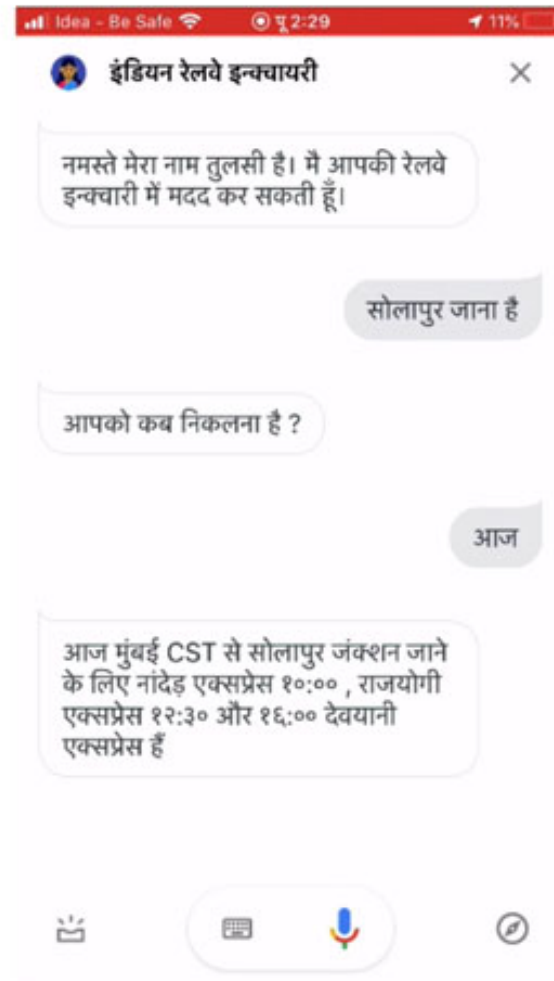 Idea - Be Safe पू 2:29 11%
इंडियन रेलवे इन्क्वायरी
नमस्ते मेरा नाम तुलसी है। मै आपकी रेलवे
इन्क्वारी में मदद कर सकती हूँ।
सोलापुर जाना है
आपको कब निकलना है ?
आज
आज मुंबई CST से सोलापुर जंक्शन जाने
के लिए नांदेड़ एक्सप्रेस १०:०० , राजयोगी
एक्सप्रेस १२:३० और १६:०० देवयानी
एक्सप्रेस हैं